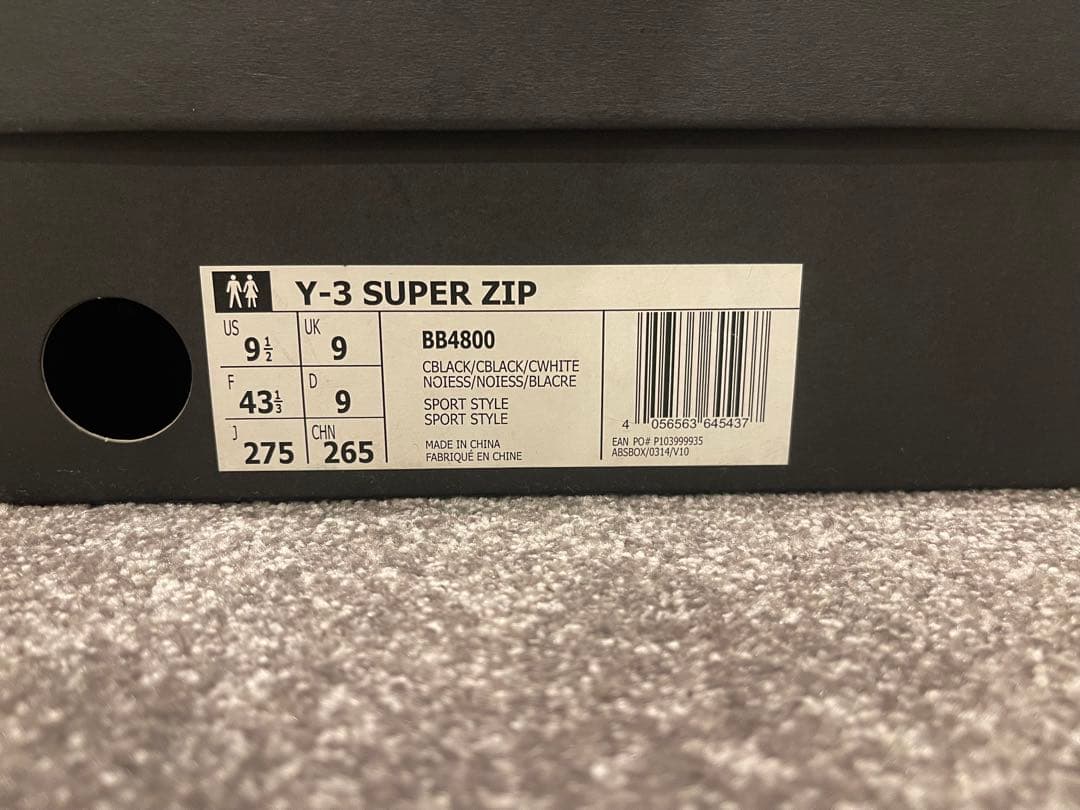 Y-3 SUPER ZIP
US 9½ UK 9
F 43⅓ D 9
J 275 CHN 265
BB4800
CBLACK/CBLACK/CWHITE
NOIESS/NOIESS/BLACRE
SPORT STYLE
SPORT STYLE
MADE IN CHINA
FABRIQUÉ EN CHINE
4 056563 645437
EAN PO# P103999935
ABSBOX/0314/V10